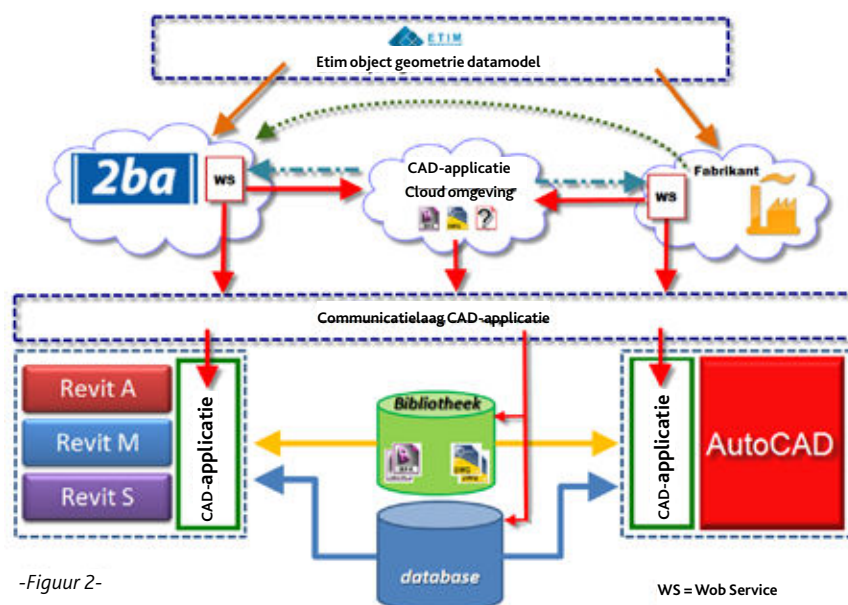 ETIM
Etim object geometrie datamodel
2ba
WS
CAD-applicatie
Cloud omgeving
?
Fabrikant
WS
Communicatielaag CAD-applicatie
Revit A
Revit M
Revit S
CAD-applicatie
Bibliotheek
CAD-applicatie
AutoCAD
database
-Figuur 2-
WS = Wob Service